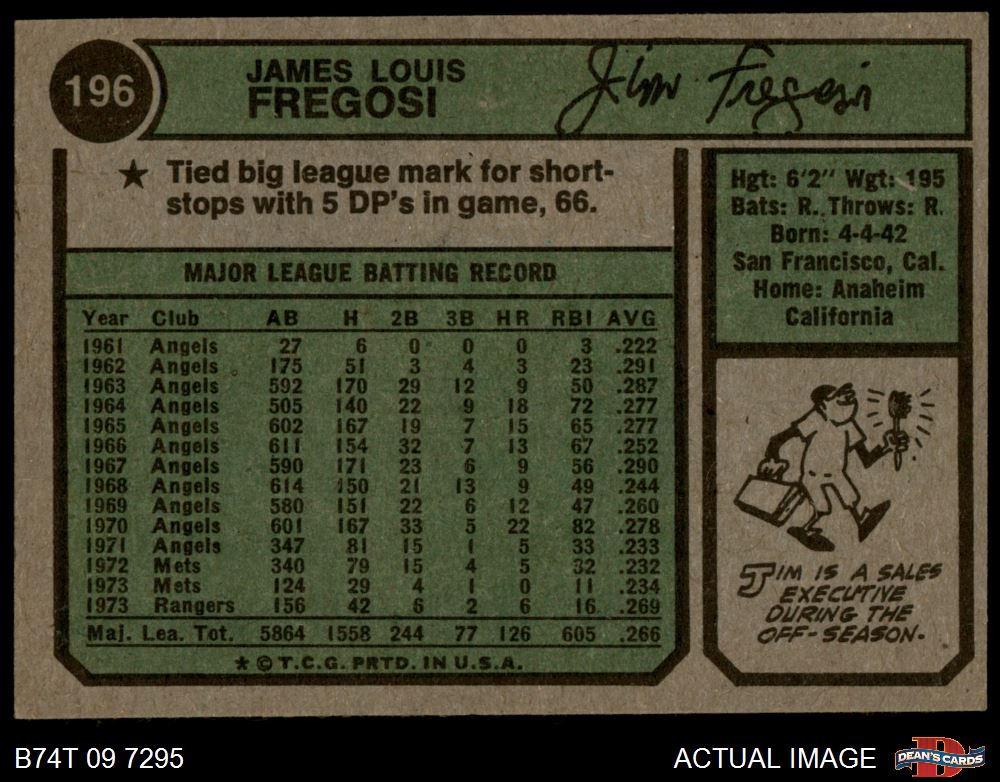 196
JAMES LOUIS
FREGOSI
Jim Fregosi
★ Tied big league mark for short-
stops with 5 DP's in game, 66.
Hgt: 6'2" Wgt: 195
Bats: R. Throws: R.
Born: 4-4-42
San Francisco, Cal.
Home: Anaheim
California
MAJOR LEAGUE BATTING RECORD
Year Club AB H 2B 3B HR RBI AVG
1961 Angels 27 6 0 0 0 3 .222
1962 Angels 175 51 3 4 3 23 .291
1963 Angels 592 170 29 12 9 50 .287
1964 Angels 505 140 22 9 18 72 .277
1965 Angels 602 167 19 7 15 65 .277
1966 Angels 611 154 32 7 13 67 .252
1967 Angels 590 171 23 6 9 56 .290
1968 Angels 614 150 21 13 9 49 .244
1969 Angels 580 151 22 6 12 47 .260
1970 Angels 601 167 33 5 22 82 .278
1971 Angels 347 81 15 1 5 33 .233
1972 Mets 340 79 15 4 5 32 .232
1973 Mets 124 29 4 1 0 11 .234
1973 Rangers 156 42 6 2 6 16 .269
Maj. Lea. Tot. 5864 1558 244 77 126 605 .266
★ © T.C.G. PRTD. IN U.S.A.
JIM IS A SALES
EXECUTIVE
DURING THE
OFF-SEASON.
B74T 09 7295
ACTUAL IMAGE
DEAN'S CARDS